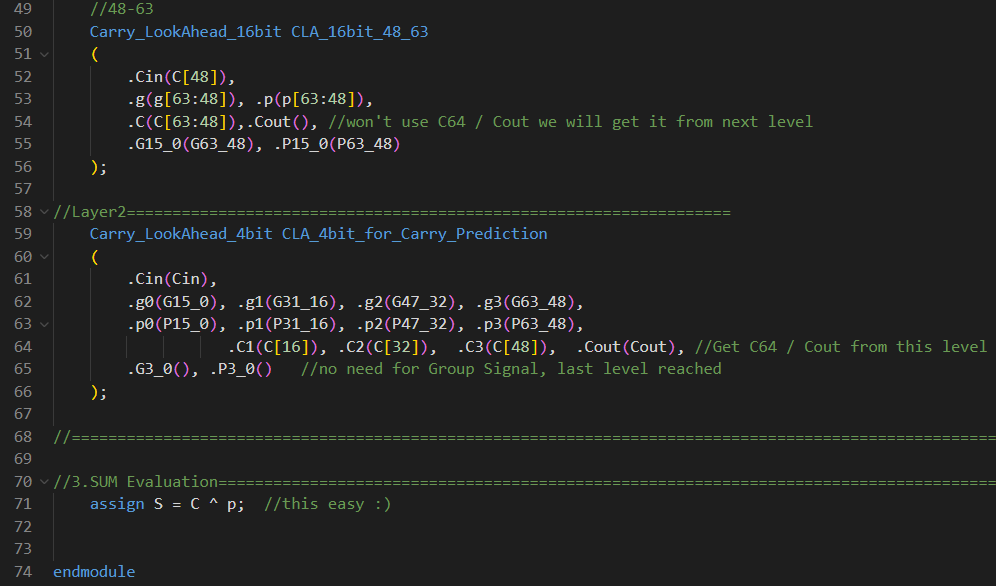 49 //48-63
50 Carry_LookAhead_16bit CLA_16bit_48_63
51 (
52 .Cin(C[48]),
53 .g(g[63:48]), .p(p[63:48]),
54 .C(C[63:48]),.Cout(), //won't use C64 / Cout we will get it from next level
55 .G15_0(G63_48), .P15_0(P63_48)
56 );
57
58 //Layer2==================================================================
59 Carry_LookAhead_4bit CLA_4bit_for_Carry_Prediction
60 (
61 .Cin(Cin),
62 .g0(G15_0), .g1(G31_16), .g2(G47_32), .g3(G63_48),
63 .p0(P15_0), .p1(P31_16), .p2(P47_32), .p3(P63_48),
64 .C1(C[16]), .C2(C[32]), .C3(C[48]), .Cout(Cout), //Get C64 / Cout from this level
65 .G3_0(), .P3_0() //no need for Group Signal, last level reached
66 );
67
68 //=====================================================================================================
69
70 //3.SUM Evaluation=====================================================================================
71 assign S = C ^ p; //this easy :)
72
73
74 endmodule